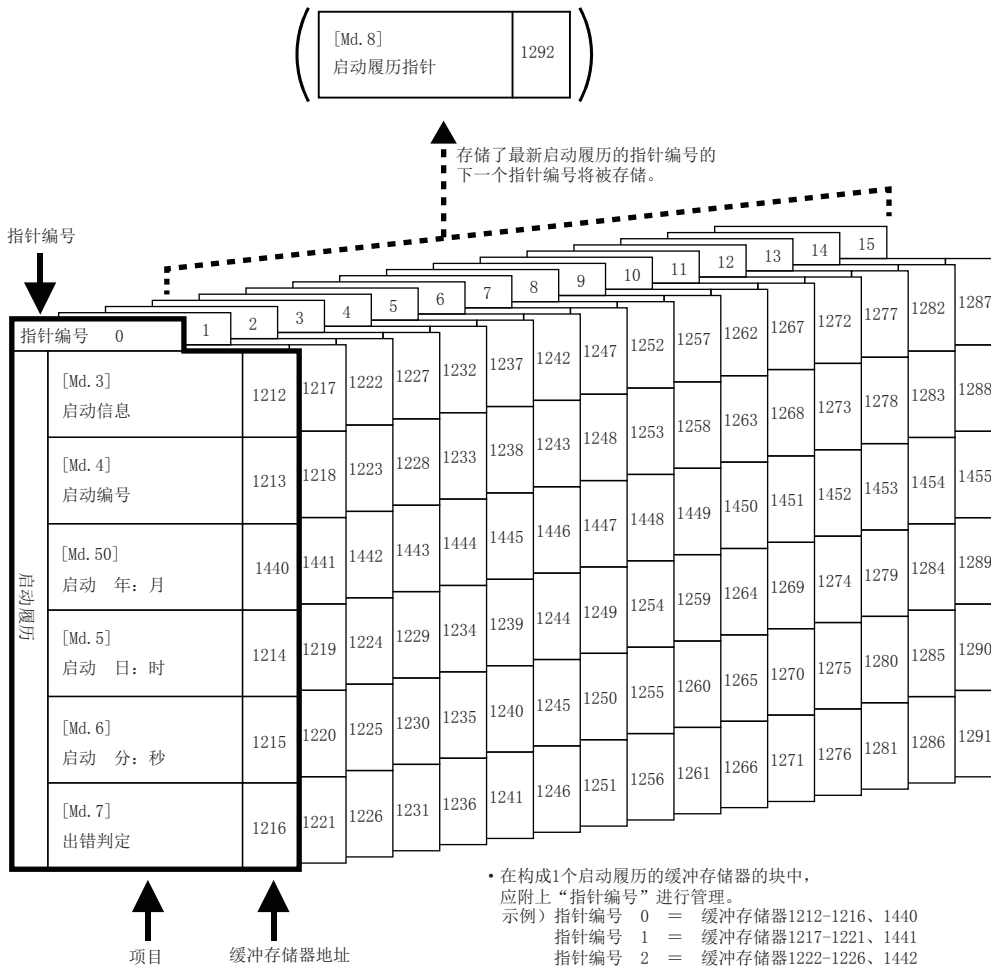 [Md.8]
启动履历指针
1292
存储了最新启动履历的指针编号的
下一个指针编号将被存储。
指针编号
指针编号 0
1 2 3 4 5 6 7 8 9 10 11 12 13 14 15
启动履历
[Md.3]
启动信息
1212 1217 1222 1227 1232 1237 1242 1247 1252 1257 1262 1267 1272 1277 1282 1287
[Md.4]
启动编号
1213 1218 1223 1228 1233 1238 1243 1248 1253 1258 1263 1268 1273 1278 1283 1288
[Md.50]
启动 年：月
1440 1441 1442 1443 1444 1445 1446 1447 1448 1449 1450 1451 1452 1453 1454 1455
[Md.5]
启动 日：时
1214 1219 1224 1229 1234 1239 1244 1249 1254 1259 1264 1269 1274 1279 1284 1289
[Md.6]
启动 分：秒
1215 1220 1225 1230 1235 1240 1245 1250 1255 1260 1265 1270 1275 1280 1285 1290
[Md.7]
出错判定
1216 1221 1226 1231 1236 1241 1246 1251 1256 1261 1266 1271 1276 1281 1286 1291
项目
缓冲存储器地址
•在构成1个启动履历的缓冲存储器的块中，
应附上“指针编号”进行管理。
示例）指针编号 0 = 缓冲存储器1212-1216、1440
指针编号 1 = 缓冲存储器1217-1221、1441
指针编号 2 = 缓冲存储器1222-1226、1442